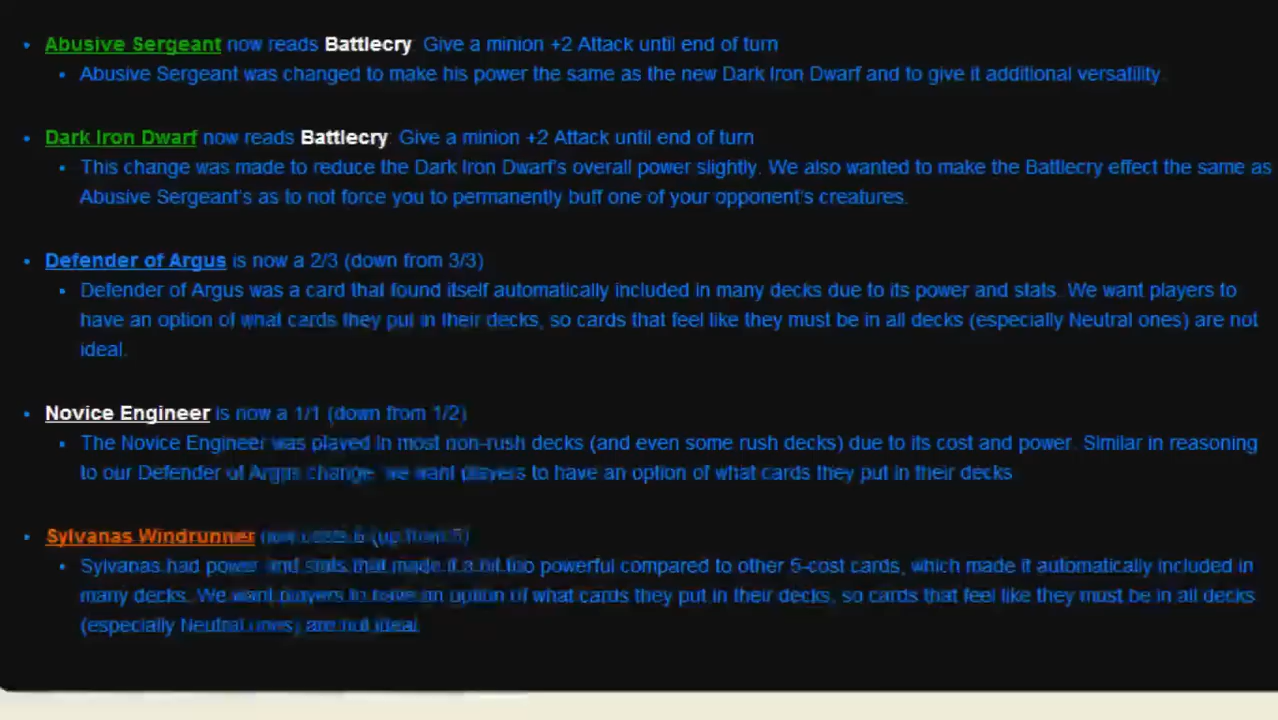 Abusive Sergeant now reads Battlecry: Give a minion +2 Attack until end of turn
Abusive Sergeant was changed to make his power the same as the new Dark Iron Dwarf and to give it additional versatility.
Dark Iron Dwarf now reads Battlecry: Give a minion +2 Attack until end of turn
This change was made to reduce the Dark Iron Dwarf's overall power slightly. We also wanted to make the Battlecry effect the same as
Abusive Sergeant's as to not force you to permanently buff one of your opponent's creatures.
Defender of Argus is now a 2/3 (down from 3/3)
Defender of Argus was a card that found itself automatically included in many decks due to its power and stats. We want players to
have an option of what cards they put in their decks, so cards that feel like they must be in all decks (especially Neutral ones) are not
ideal.
Novice Engineer is now a 1/1 (down from 1/2)
The Novice Engineer was played in most non-rush decks (and even some rush decks) due to its cost and power. Similar in reasoning
to our Defender of Argus change, we want players to have an option of what cards they put in their decks
Sylvanas Windrunner now costs 6 (up from 5)
Sylvanas had power and stats that made it a bit too powerful compared to other 5-cost cards, which made it automatically included in
many decks. We want players to have an option of what cards they put in their decks, so cards that feel like they must be in all decks
(especially Neutral ones) are not ideal.